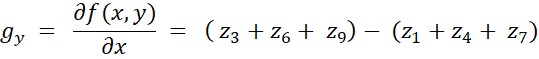 g_y = ∂f(x, y)/∂x = (z_3 + z_6 + z_9) − (z_1 + z_4 + z_7)